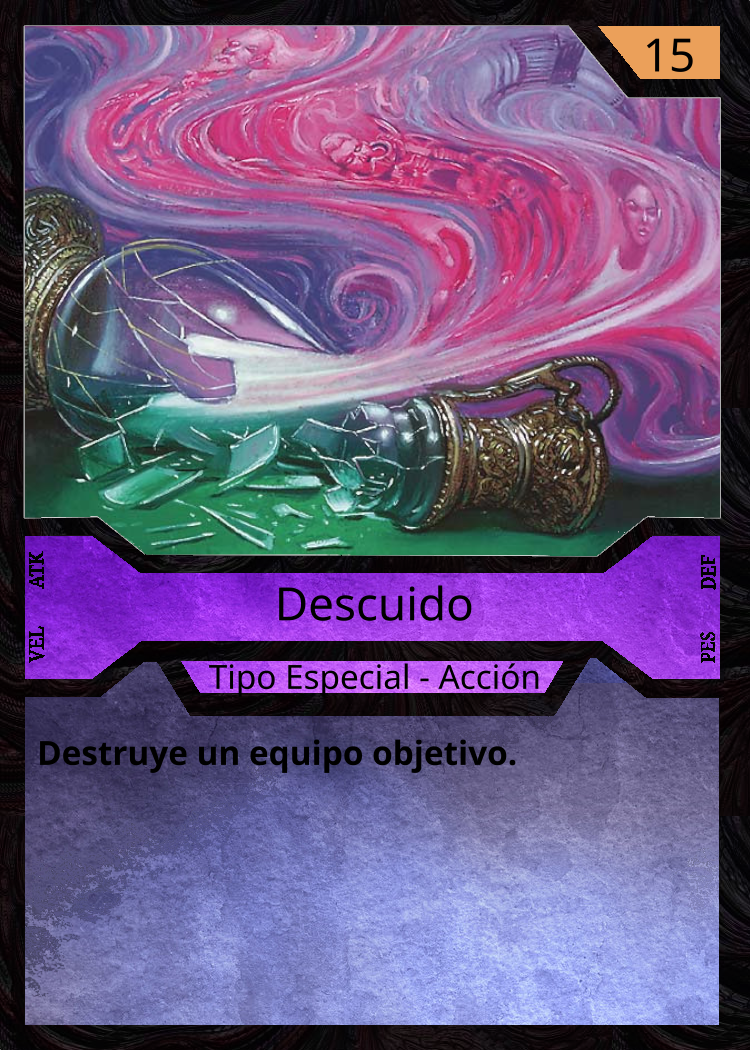 15
ATK
DEF
Descuido
VEL
PES
Tipo Especial - Acción
Destruye un equipo objetivo.